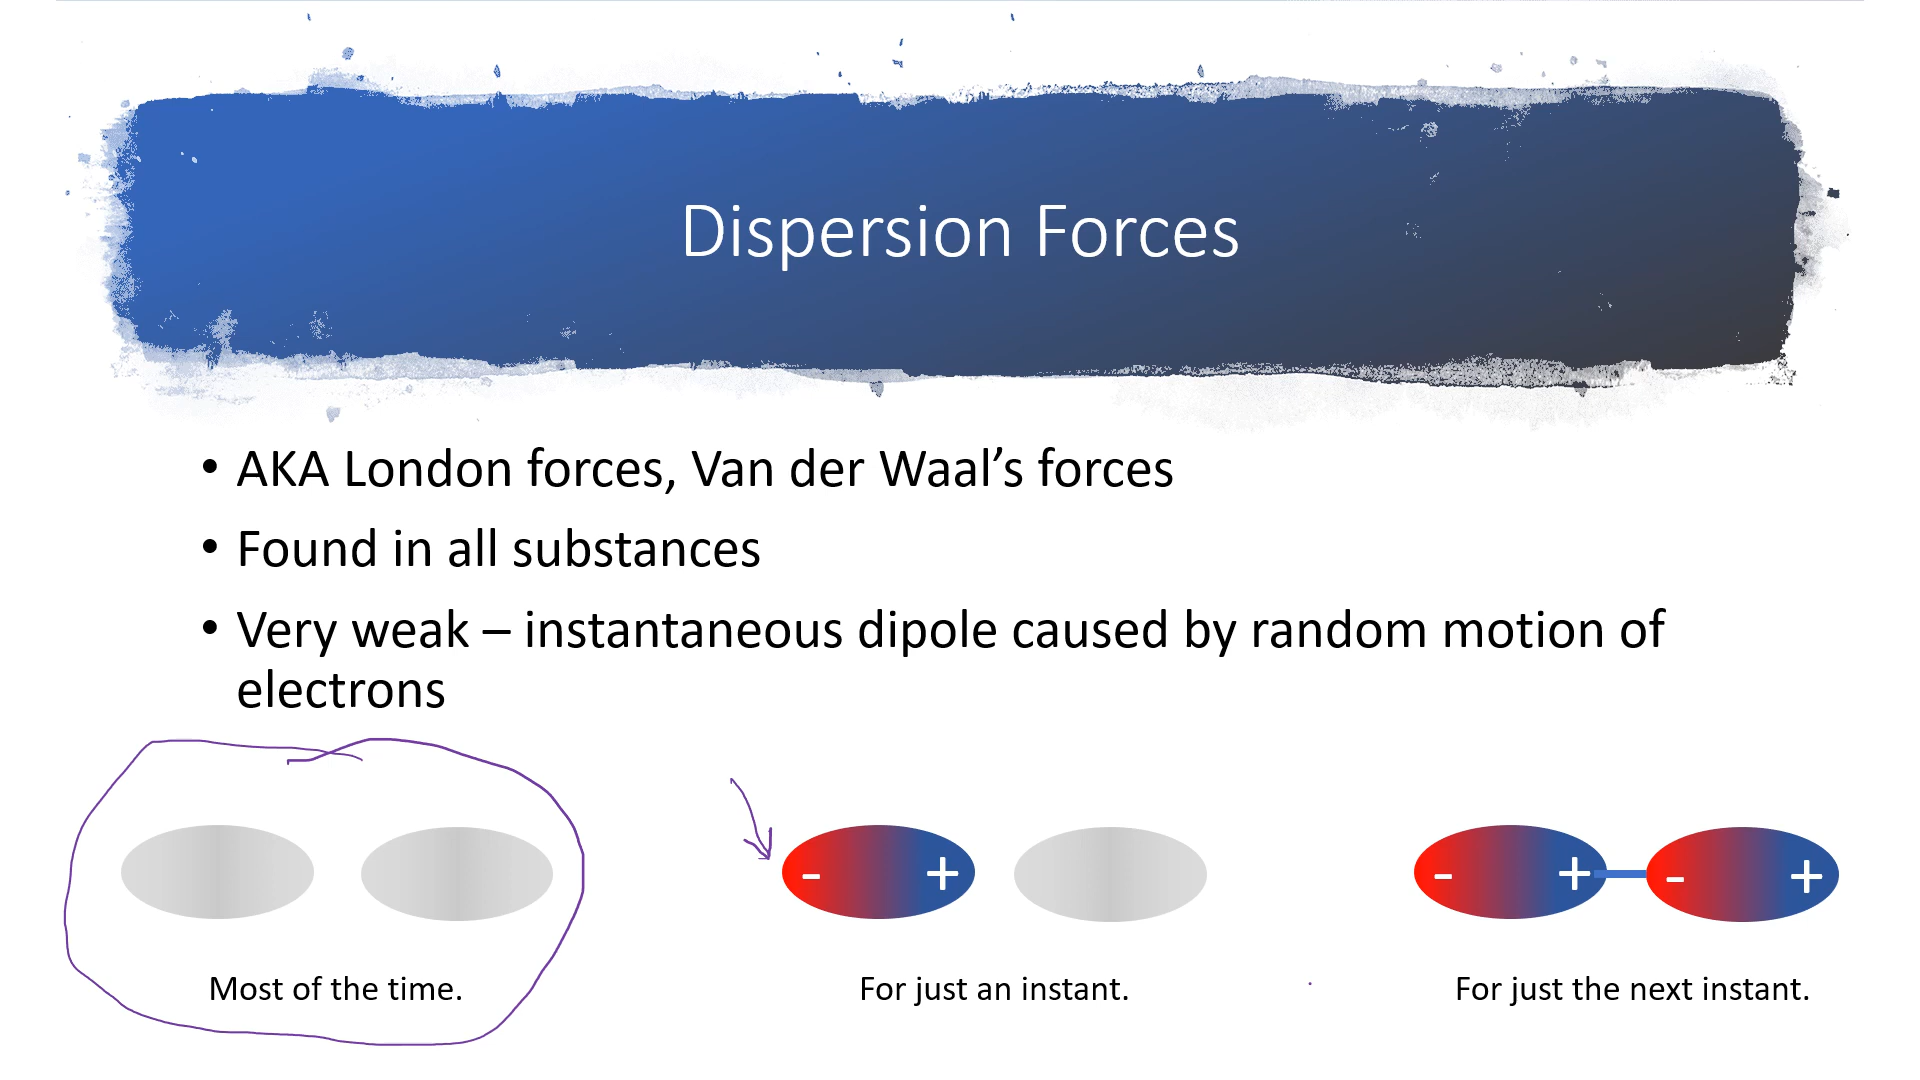 Dispersion Forces
• AKA London forces, Van der Waal’s forces
• Found in all substances
• Very weak – instantaneous dipole caused by random motion of
electrons
- + - + - +
Most of the time. For just an instant. For just the next instant.